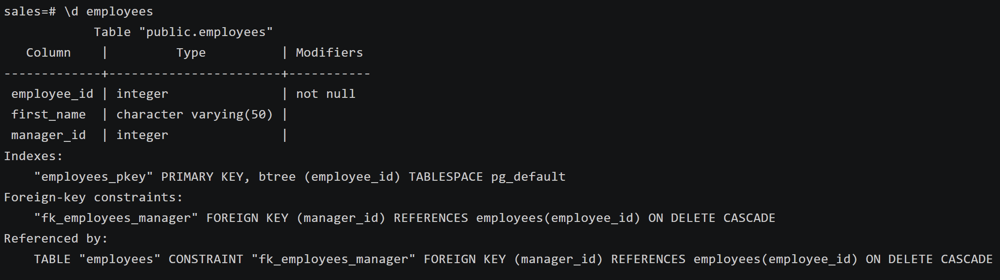 sales=# \d employees
            Table "public.employees"
   Column    |         Type          | Modifiers
-------------+-----------------------+-----------
 employee_id | integer               | not null
 first_name  | character varying(50) |
 manager_id  | integer               |
Indexes:
    "employees_pkey" PRIMARY KEY, btree (employee_id) TABLESPACE pg_default
Foreign-key constraints:
    "fk_employees_manager" FOREIGN KEY (manager_id) REFERENCES employees(employee_id) ON DELETE CASCADE
Referenced by:
    TABLE "employees" CONSTRAINT "fk_employees_manager" FOREIGN KEY (manager_id) REFERENCES employees(employee_id) ON DELETE CASCADE